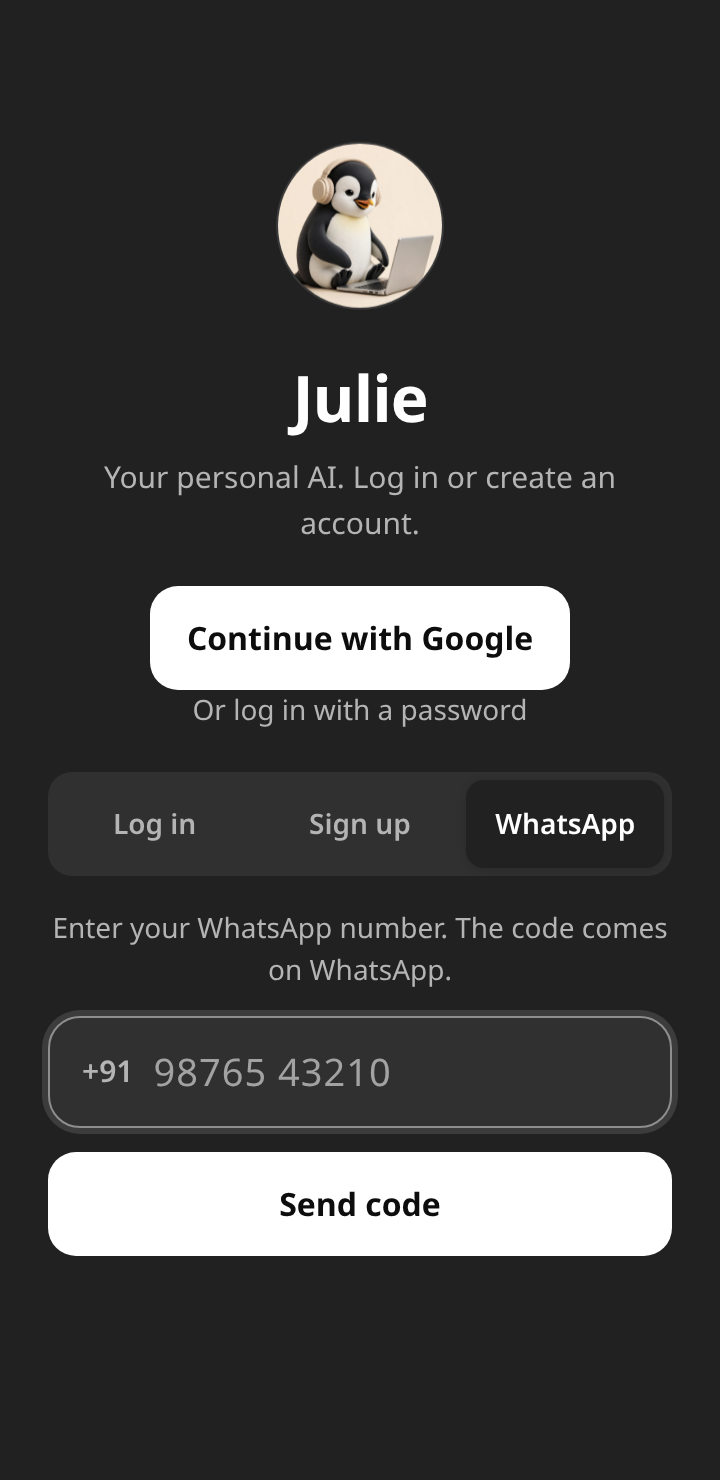 Julie
Your personal AI. Log in or create an
account.
Continue with Google
Or log in with a password
Log in
Sign up
WhatsApp
Enter your WhatsApp number. The code comes
on WhatsApp.
+91 98765 43210
Send code